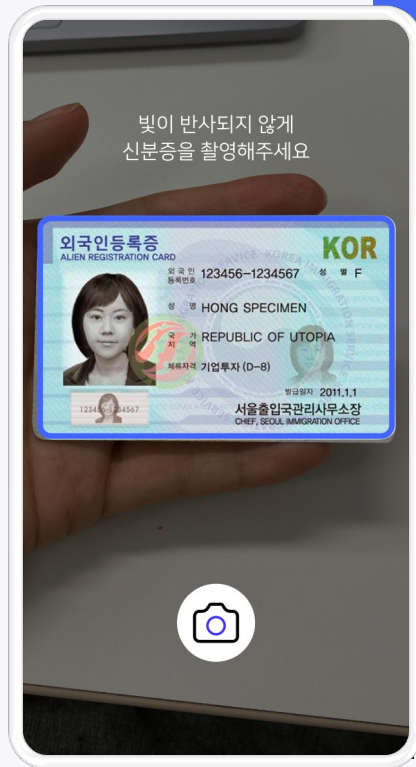 빛이 반사되지 않게
신분증을 촬영해주세요
외국인등록증
ALIEN REGISTRATION CARD
KOR
외국인등록번호 123456-1234567 성 별 F
성 명 HONG SPECIMEN
국 가 지 역 REPUBLIC OF UTOPIA
체류자격 기업투자 (D-8)
발급일자 2011.1.1
123456-1234567
서울출입국관리사무소장
CHIEF, SEOUL IMMIGRATION OFFICE